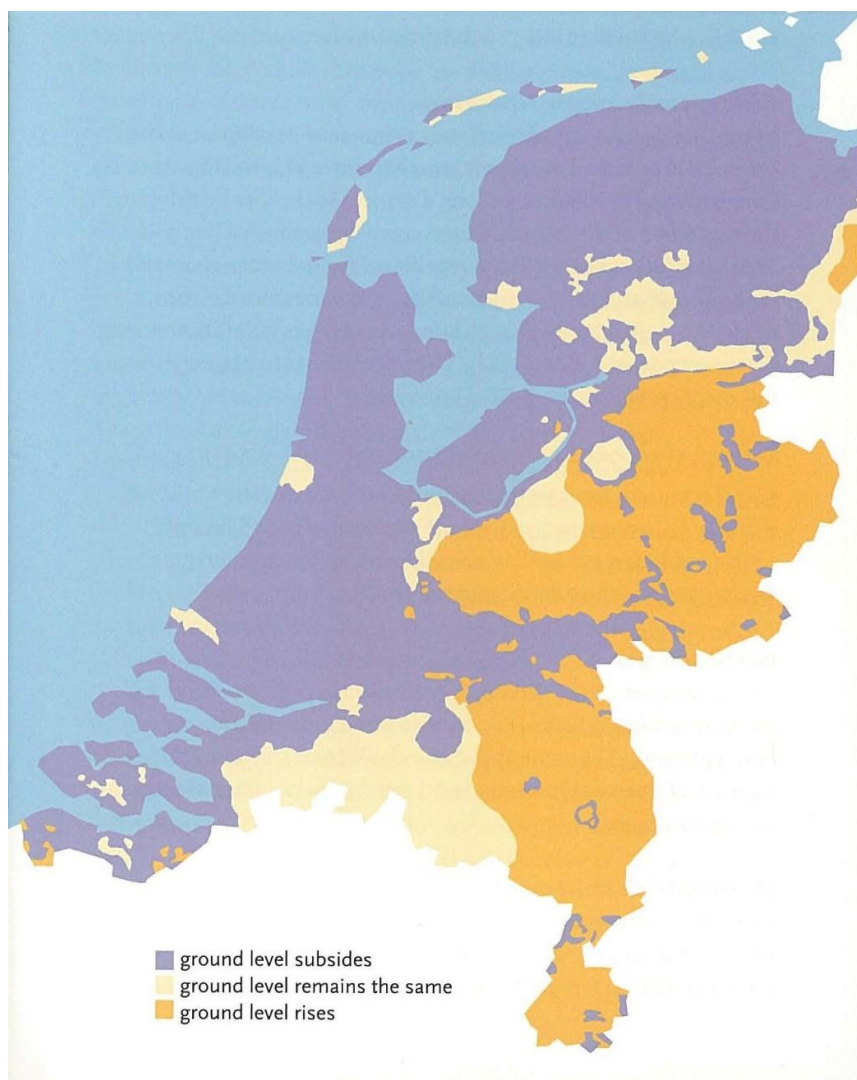 ground level subsides
ground level remains the same
ground level rises